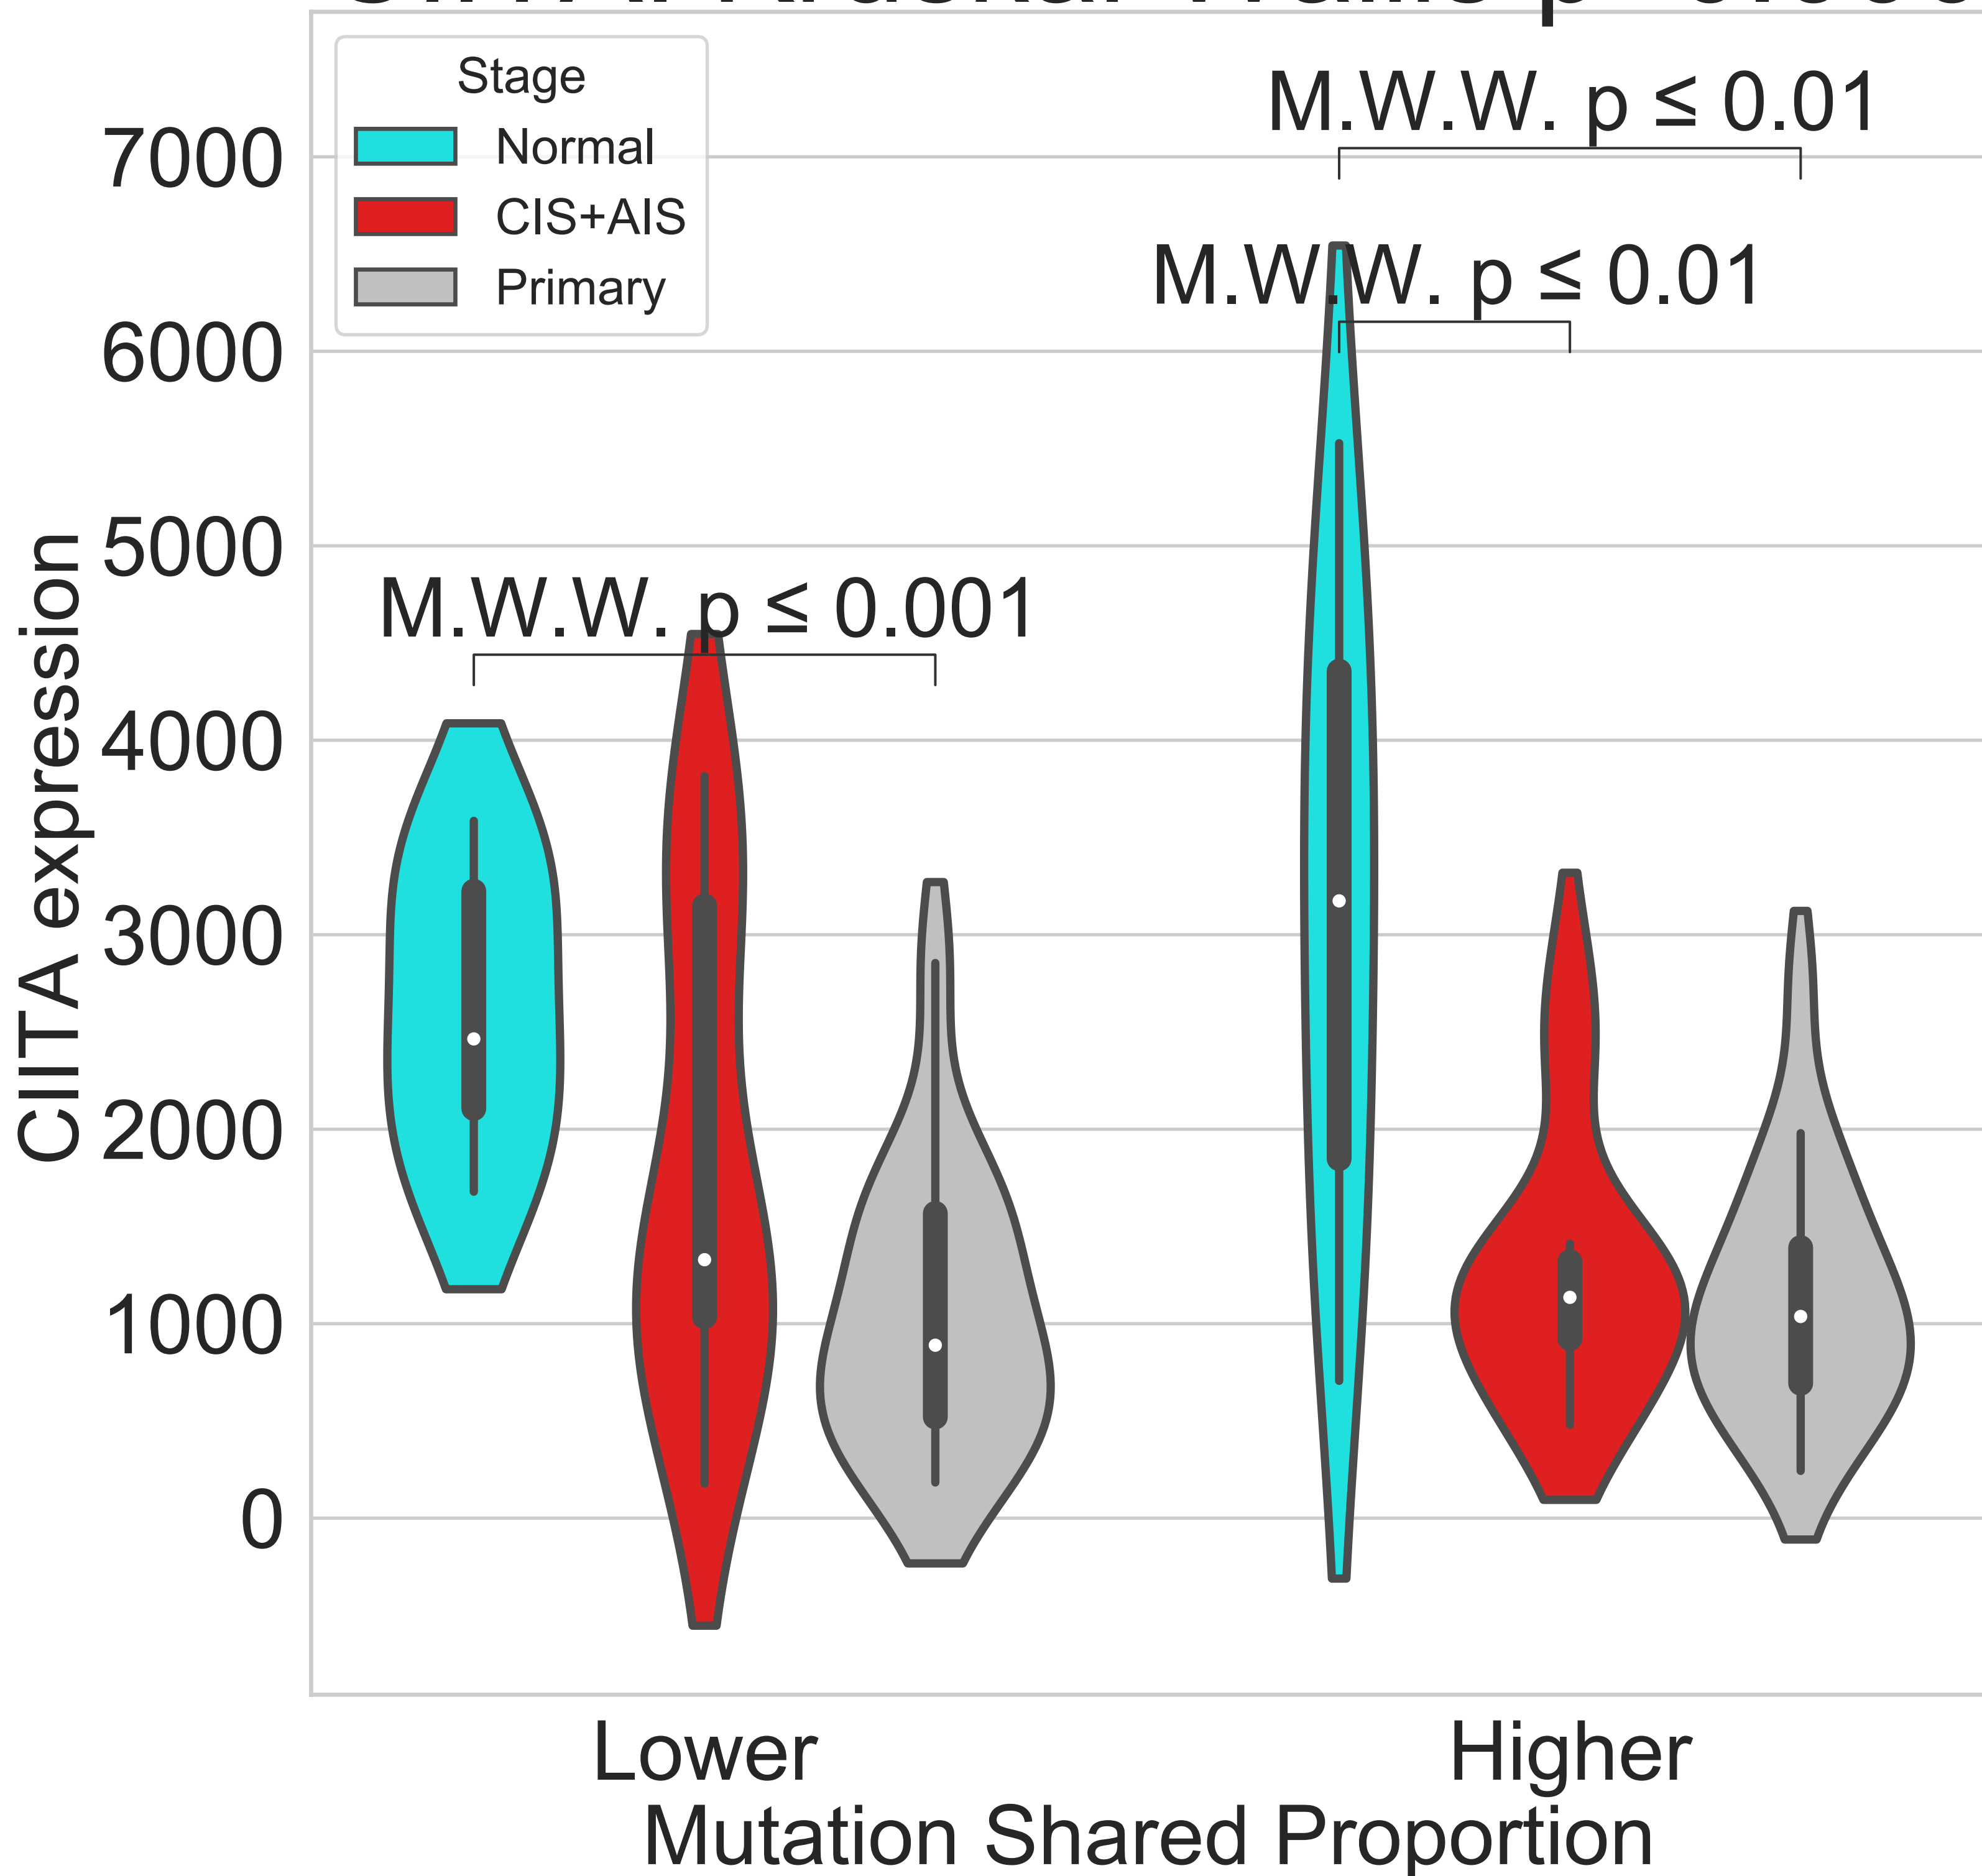 Stage
Normal
CIS+AIS
Primary
M.W.W. p ≤ 0.01
M.W.W. p ≤ 0.01
M.W.W. p ≤ 0.001
7000
6000
5000
4000
3000
2000
1000
0
CIITA expression
Lower
Higher
Mutation Shared Proportion